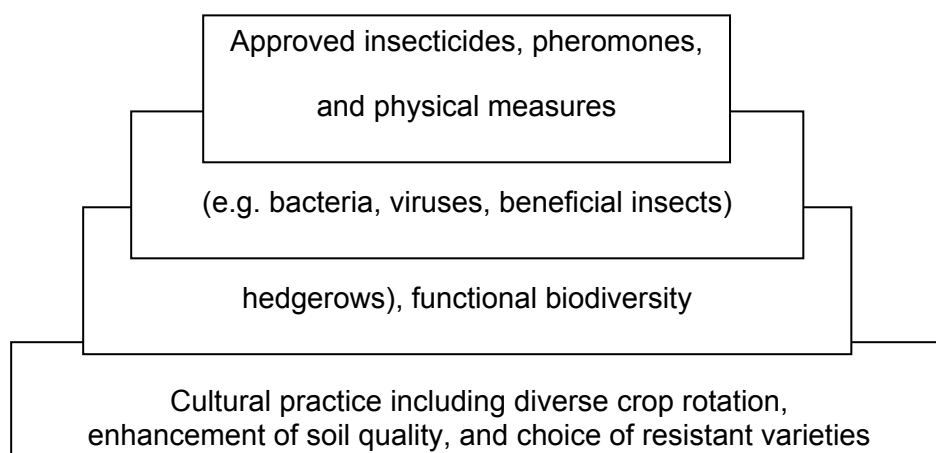 Approved insecticides, pheromones,
and physical measures
(e.g. bacteria, viruses, beneficial insects)
hedgerows), functional biodiversity
Cultural practice including diverse crop rotation,
enhancement of soil quality, and choice of resistant varieties